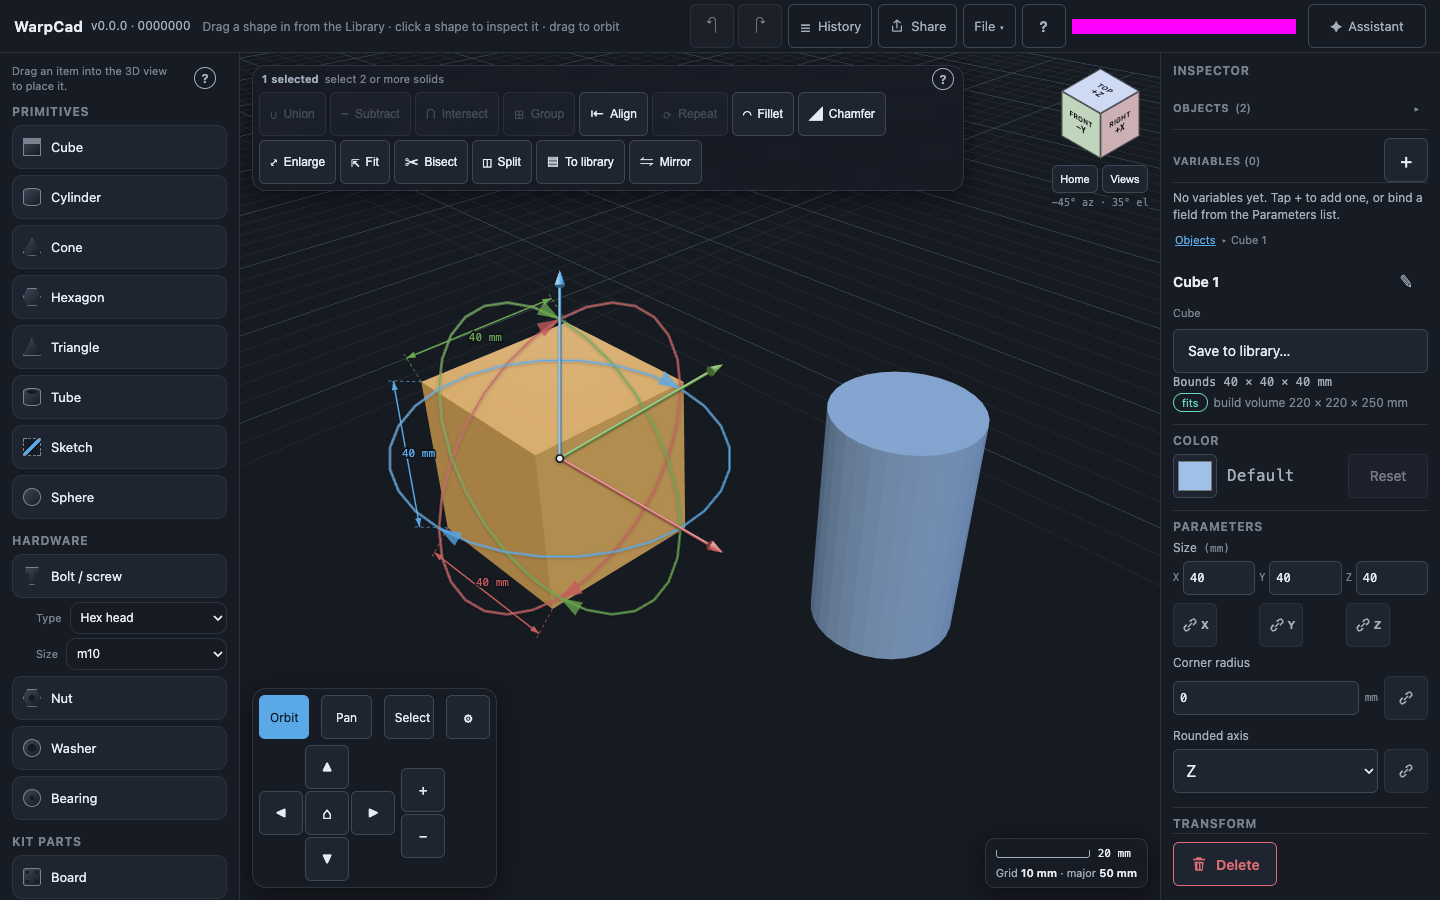 WarpCad v0.0.0 · 0000000 Drag a shape in from the Library · click a shape to inspect it · drag to orbit
History
Share
File
?
Assistant
Drag an item into the 3D view
to place it.
?
PRIMITIVES
Cube
Cylinder
Cone
Hexagon
Triangle
Tube
Sketch
Sphere
HARDWARE
Bolt / screw
Type Hex head
Size m10
Nut
Washer
Bearing
KIT PARTS
Board
1 selected select 2 or more solids
?
Union
Subtract
Intersect
Group
Align
Repeat
Fillet
Chamfer
Enlarge
Fit
Bisect
Split
To library
Mirror
TOP
+Z
FRONT
−Y
RIGHT
+X
Home
Views
−45° az · 35° el
40 mm
40 mm
40 mm
Orbit
Pan
Select
20 mm
Grid 10 mm · major 50 mm
INSPECTOR
OBJECTS (2)
VARIABLES (0)
+
No variables yet. Tap + to add one, or bind a
field from the Parameters list.
Objects ▸ Cube 1
Cube 1
Cube
Save to library...
Bounds 40 × 40 × 40 mm
fits build volume 220 × 220 × 250 mm
COLOR
Default
Reset
PARAMETERS
Size (mm)
X 40 Y 40 Z 40
X
Y
Z
Corner radius
0 mm
Rounded axis
Z
TRANSFORM
Delete